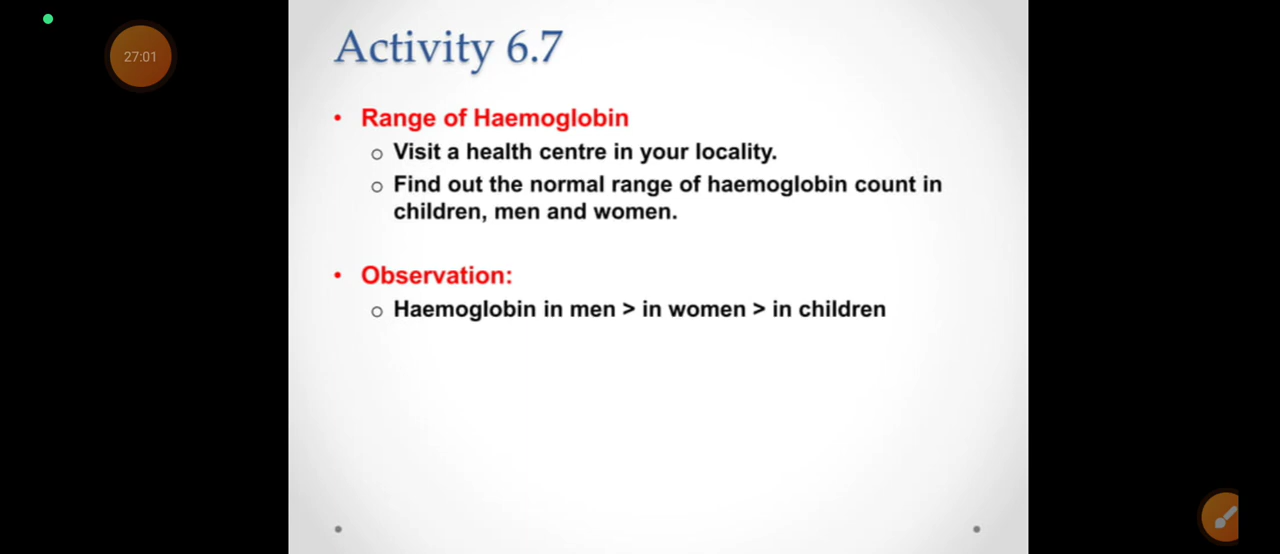 27:01
Activity 6.7
• Range of Haemoglobin
o Visit a health centre in your locality.
o Find out the normal range of haemoglobin count in
children, men and women.
• Observation:
o Haemoglobin in men > in women > in children